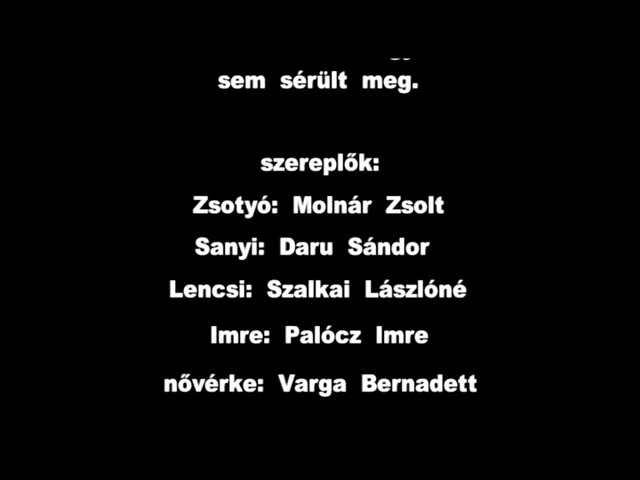 sem sérült meg.
szereplők:
Zsotyó: Molnár Zsolt
Sanyi: Daru Sándor
Lencsi: Szalkai Lászlóné
Imre: Palócz Imre
nővérke: Varga Bernadett